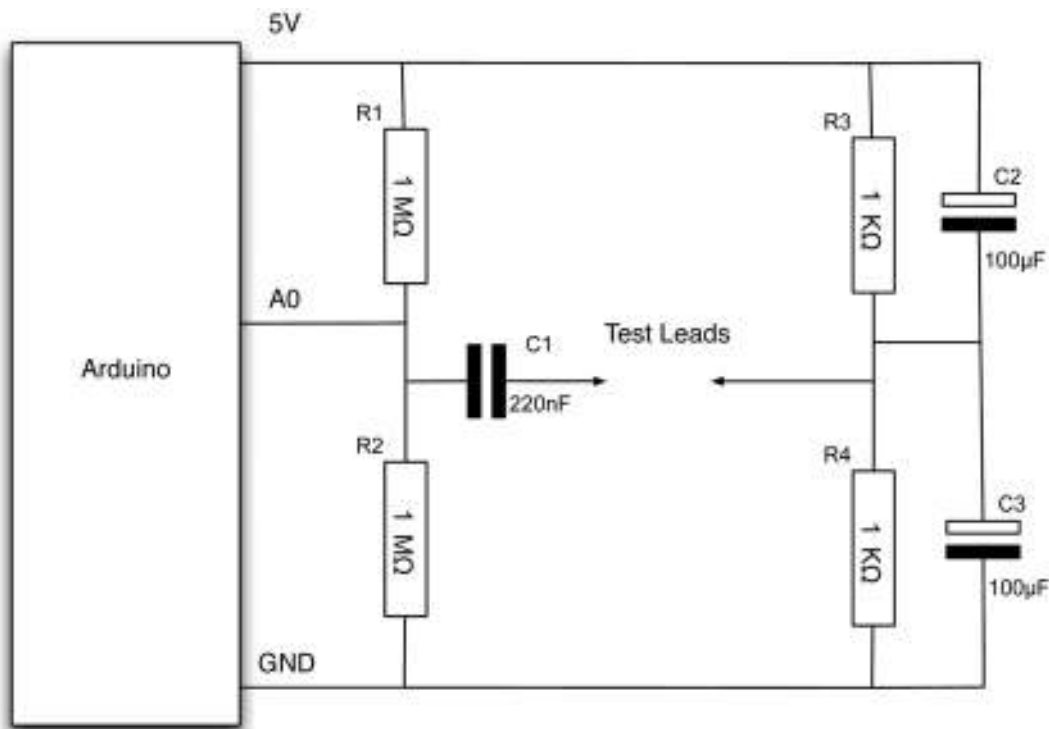 5V
R1
1 MΩ
R3
1 KΩ
C2
100µF
A0
Arduino
C1
220nF
Test Leads
R2
1 MΩ
R4
1 KΩ
C3
100µF
GND